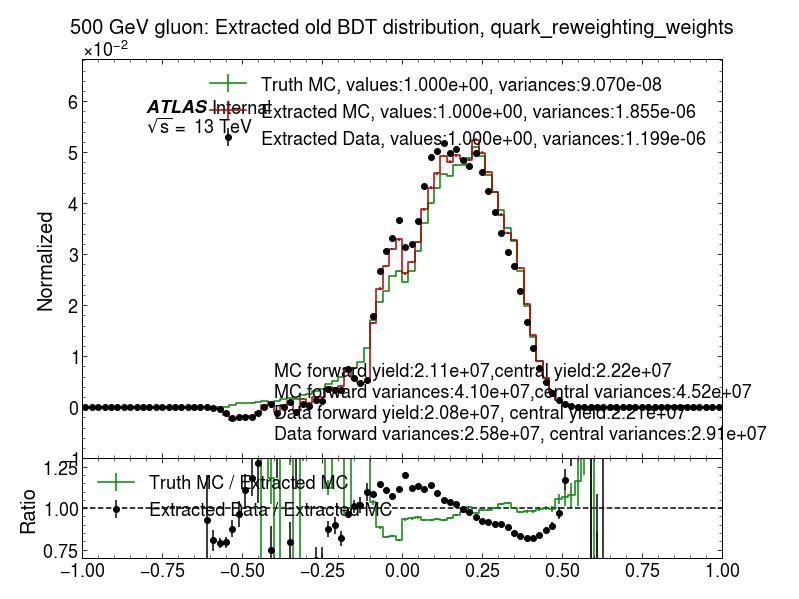 500 GeV gluon: Extracted old BDT distribution, quark_reweighting_weights
×10⁻²
Truth MC, values:1.000e+00, variances:9.070e-08
ATLAS Internal
Extracted MC, values:1.000e+00, variances:1.855e-06
√s = 13 TeV
Extracted Data, values:1.000e+00, variances:1.199e-06
6
5
4
3
2
1
0
−1
Normalized
MC forward yield:2.11e+07,central yield:2.22e+07
MC forward variances:4.10e+07,central variances:4.52e+07
Data forward yield:2.08e+07, central yield:2.21e+07
Data forward variances:2.58e+07, central variances:2.91e+07
1.25
1.00
0.75
Ratio
Truth MC / Extracted MC
Extracted Data / Extracted MC
−1.00 −0.75 −0.50 −0.25 0.00 0.25 0.50 0.75 1.00